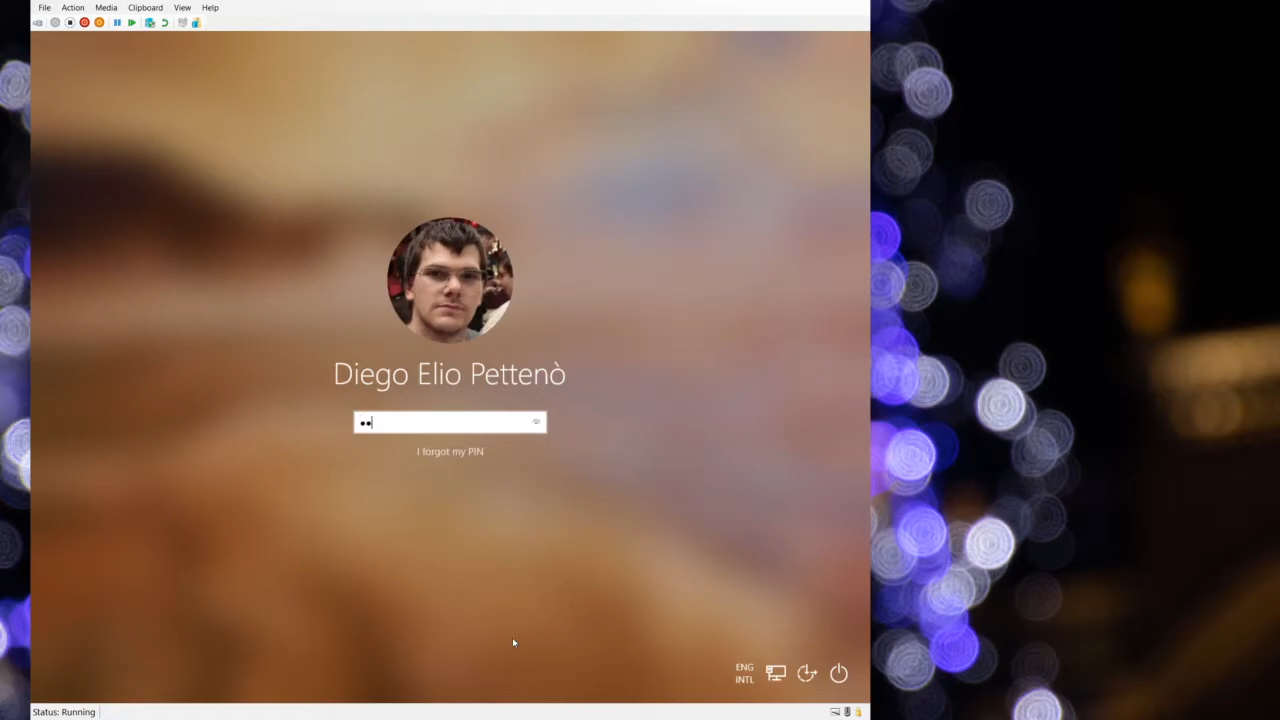 File Action Media Clipboard View Help
Diego Elio Pettenò
I forgot my PIN
ENG
INTL
Status: Running